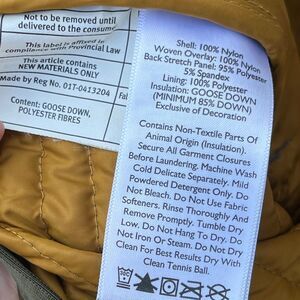 Not to be removed until
delivered to the consumer
This label is affixed in
compliance with Provincial Law
This article contains
NEW MATERIALS ONLY
Made by Reg No. 01T-0413204
Content: GOOSE DOWN,
POLYESTER FIBRES
Fab
Shell: 100% Nylon
Woven Overlay: 100% Nylon
Back Stretch Panel: 95% Polyester
5% Spandex
Lining: 100% Polyester
Insulation: GOOSE DOWN
(MINIMUM 85% DOWN)
Exclusive of Decoration
Contains Non-Textile Parts Of
Animal Origin (Insulation).
Secure All Garment Closures
Before Laundering. Machine Wash
Cold Delicate Separately. Mild
Powdered Detergent Only. Do
Not Bleach. Do Not Use Fabric
Softeners. Rinse Thoroughly And
Remove Promptly. Tumble Dry
Low. Do Not Hang To Dry. Do
Not Iron Or Steam. Do Not Dry
Clean For Best Results Dry With
Clean Tennis Ball.